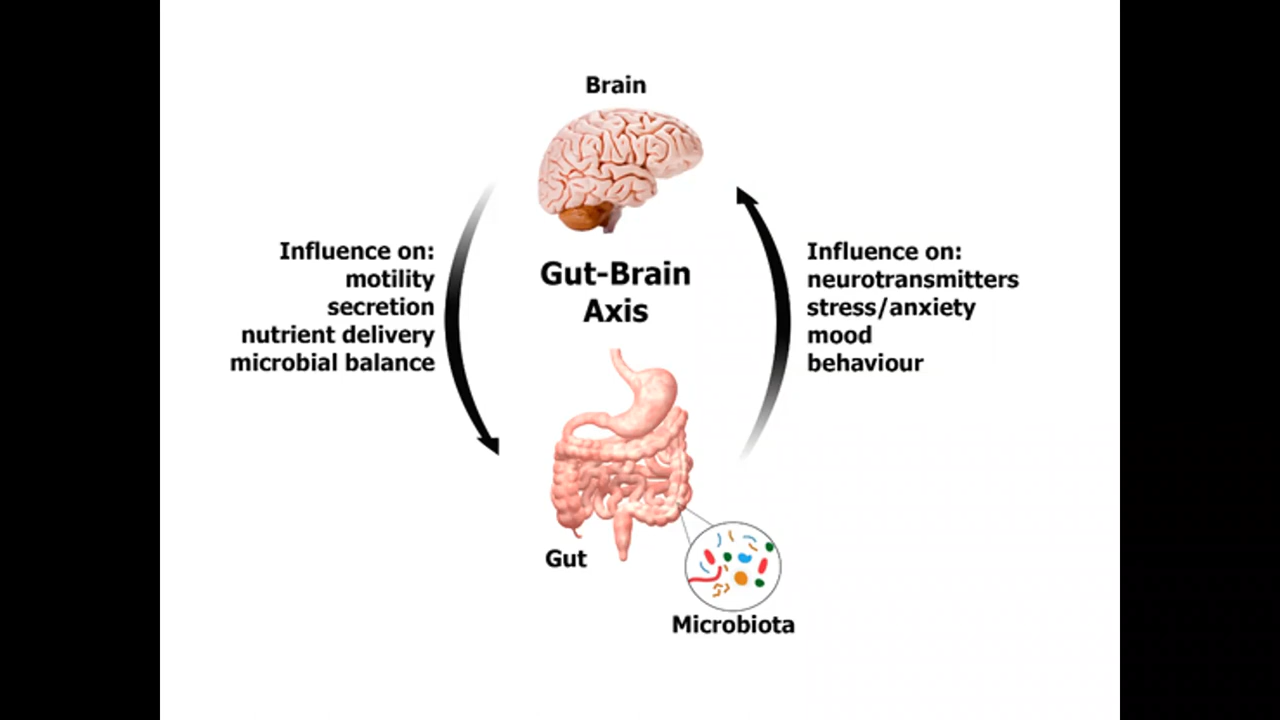 Brain
Influence on:
motility
secretion
nutrient delivery
microbial balance
Gut-Brain
Axis
Influence on:
neurotransmitters
stress/anxiety
mood
behaviour
Gut
Microbiota